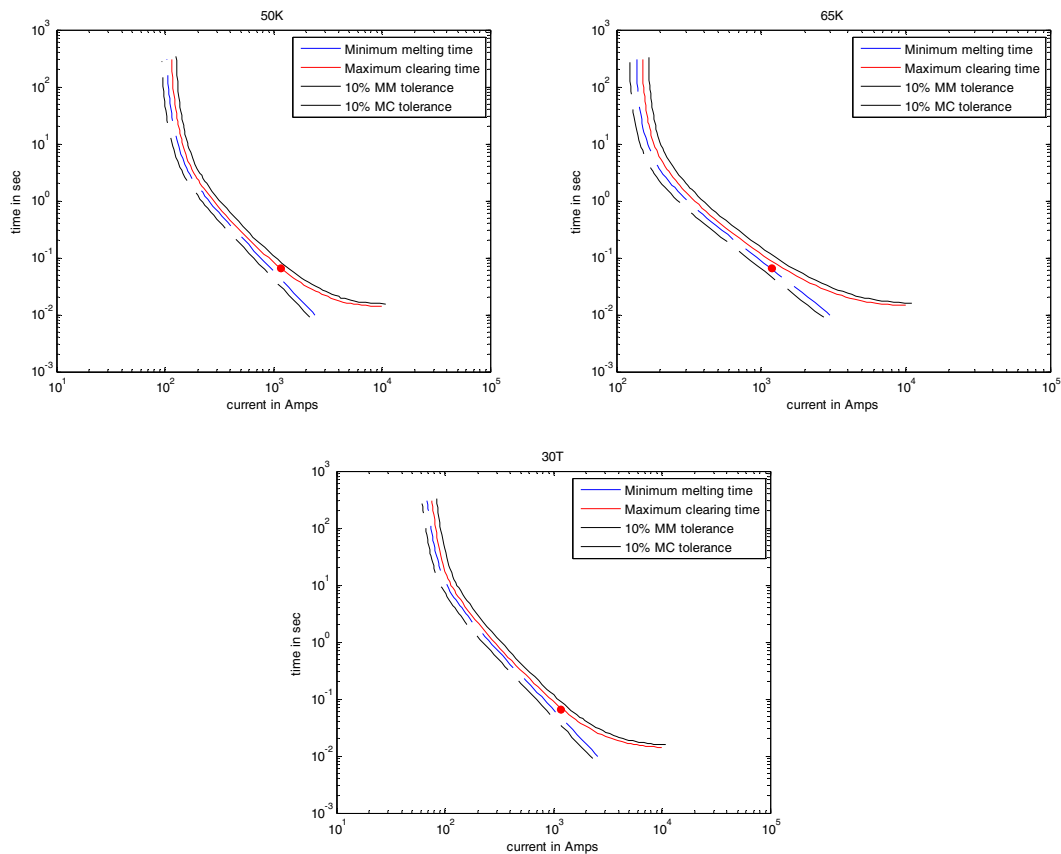 50K
10^3
10^2
10^1
10^0
10^-1
10^-2
10^-3
time in sec
10^1
10^2
10^3
10^4
10^5
current in Amps
Minimum melting time
Maximum clearing time
10% MM tolerance
10% MC tolerance
65K
10^3
10^2
10^1
10^0
10^-1
10^-2
10^-3
time in sec
10^2
10^3
10^4
10^5
current in Amps
Minimum melting time
Maximum clearing time
10% MM tolerance
10% MC tolerance
30T
10^3
10^2
10^1
10^0
10^-1
10^-2
10^-3
time in sec
10^1
10^2
10^3
10^4
10^5
current in Amps
Minimum melting time
Maximum clearing time
10% MM tolerance
10% MC tolerance